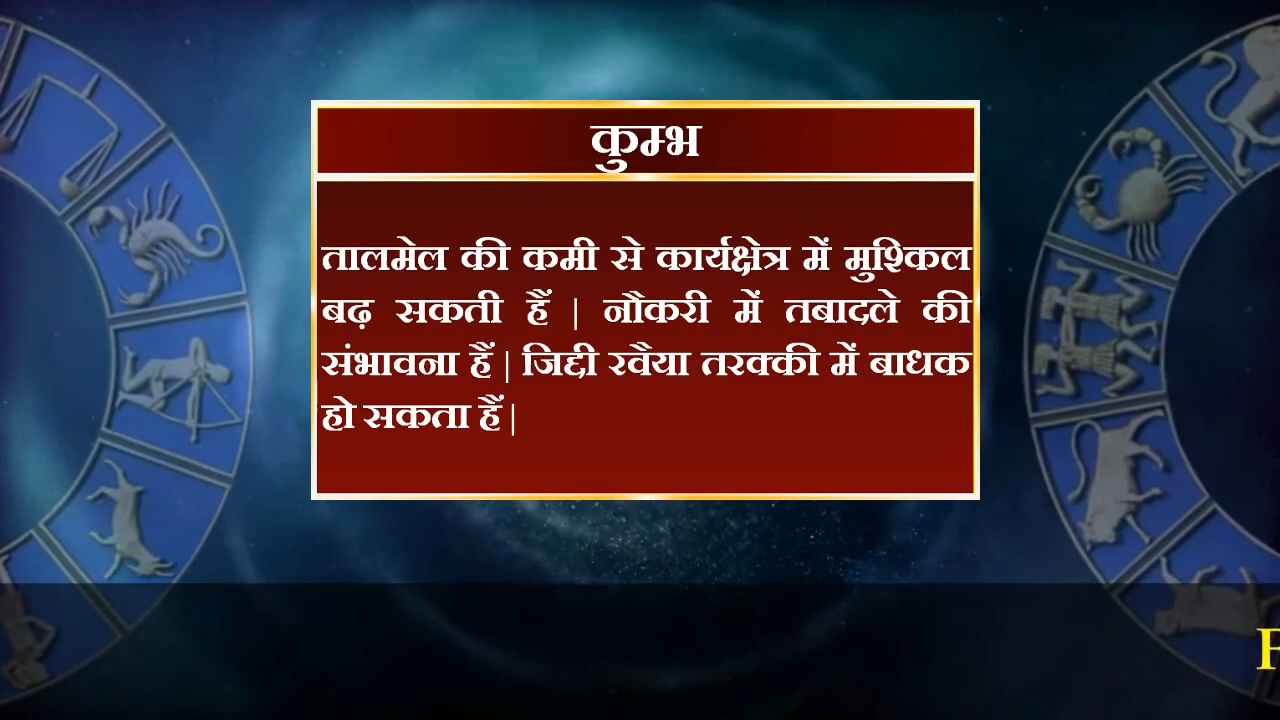 कुम्भ
तालमेल की कमी से कार्यक्षेत्र में मुश्किल
बढ़ सकती हैं |  नौकरी में तबादले की
संभावना हैं | जिद्दी रवैया तरक्की में बाधक
हो सकता हैं |
F